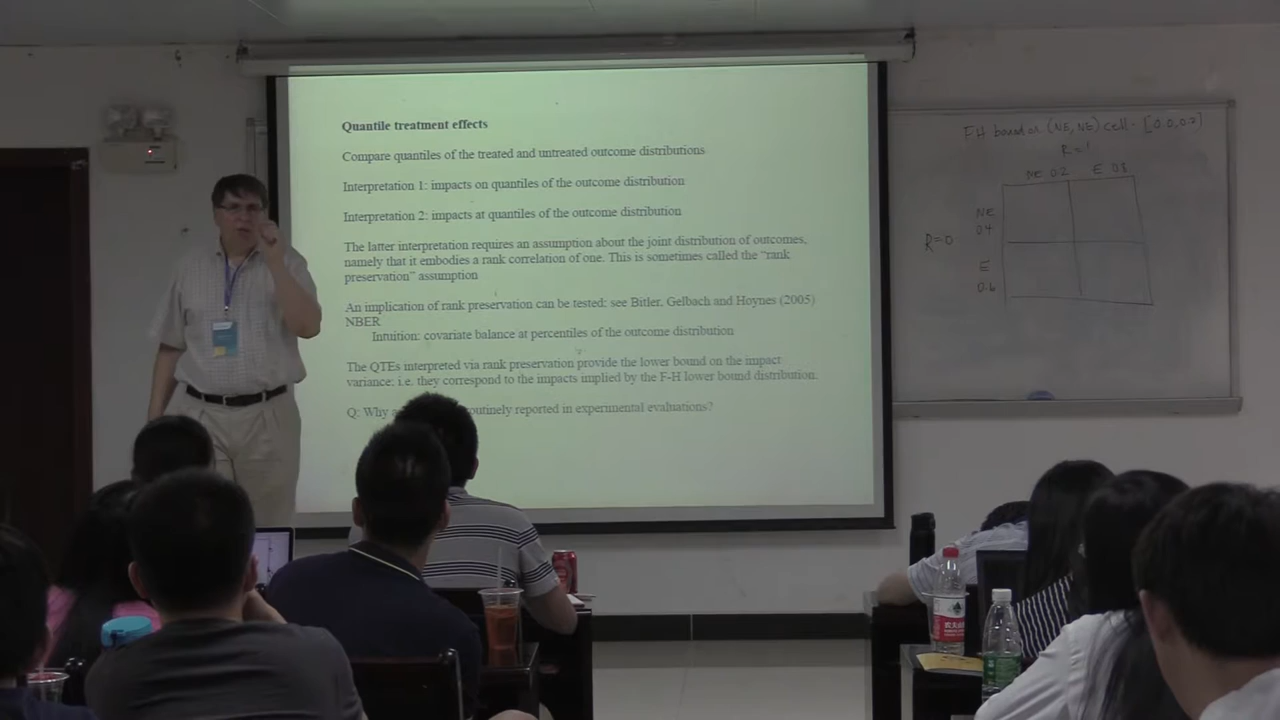 Quantile treatment effects
Compare quantiles of the treated and untreated outcome distributions
Interpretation 1: impacts on quantiles of the outcome distribution
Interpretation 2: impacts at quantiles of the outcome distribution
The latter interpretation requires an assumption about the joint distribution of outcomes,
namely that it embodies a rank correlation of one. This is sometimes called the “rank
preservation” assumption
An implication of rank preservation can be tested: see Bitler, Gelbach and Hoynes (2005)
NBER
Intuition: covariate balance at percentiles of the outcome distribution
The QTEs interpreted via rank preservation provide the lower bound on the impact
variance; i.e. they correspond to the impacts implied by the F-H lower bound distribution.
Q: Why routinely reported in experimental evaluations?
FH bound on (NE, NE) cell - [0.0, 0.2]
R=1
NE 0.2 E 0.8
NE
0.4
R=0
E
0.6